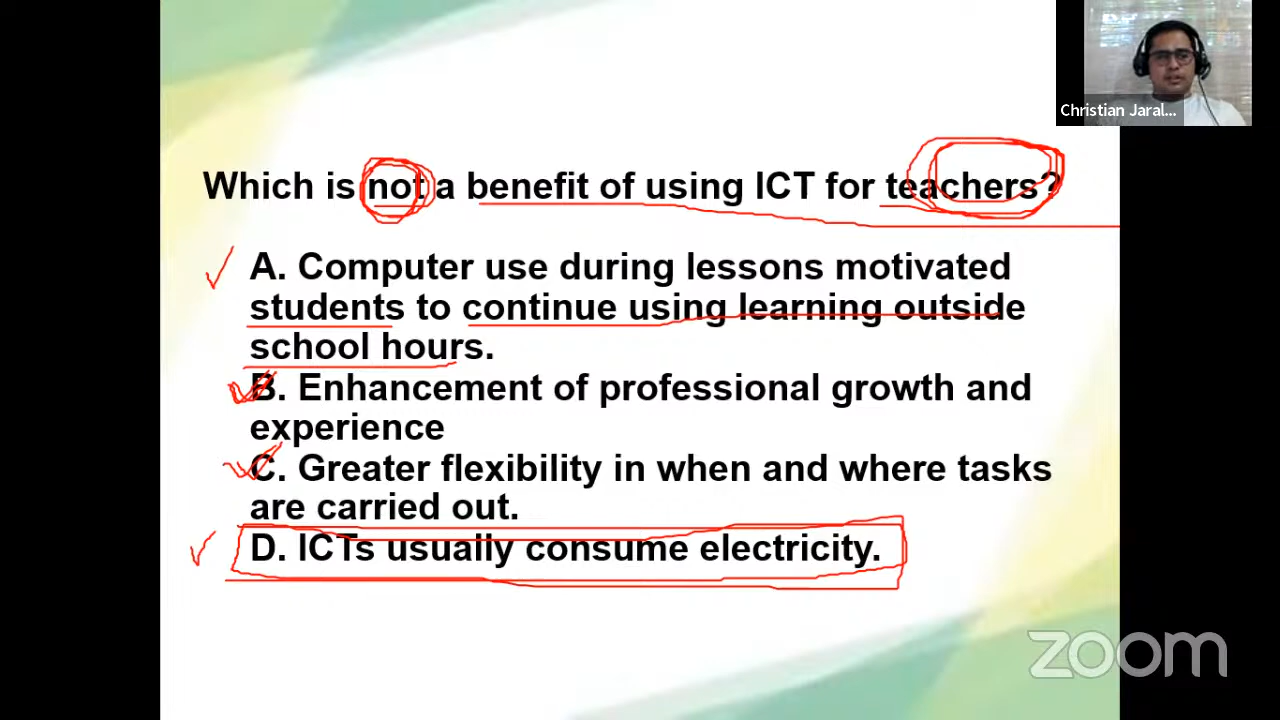 Christian Jaral...
Which is not a benefit of using ICT for teachers?
A. Computer use during lessons motivated
students to continue using learning outside
school hours.
B. Enhancement of professional growth and
experience
C. Greater flexibility in when and where tasks
are carried out.
D. ICTs usually consume electricity.
zoom